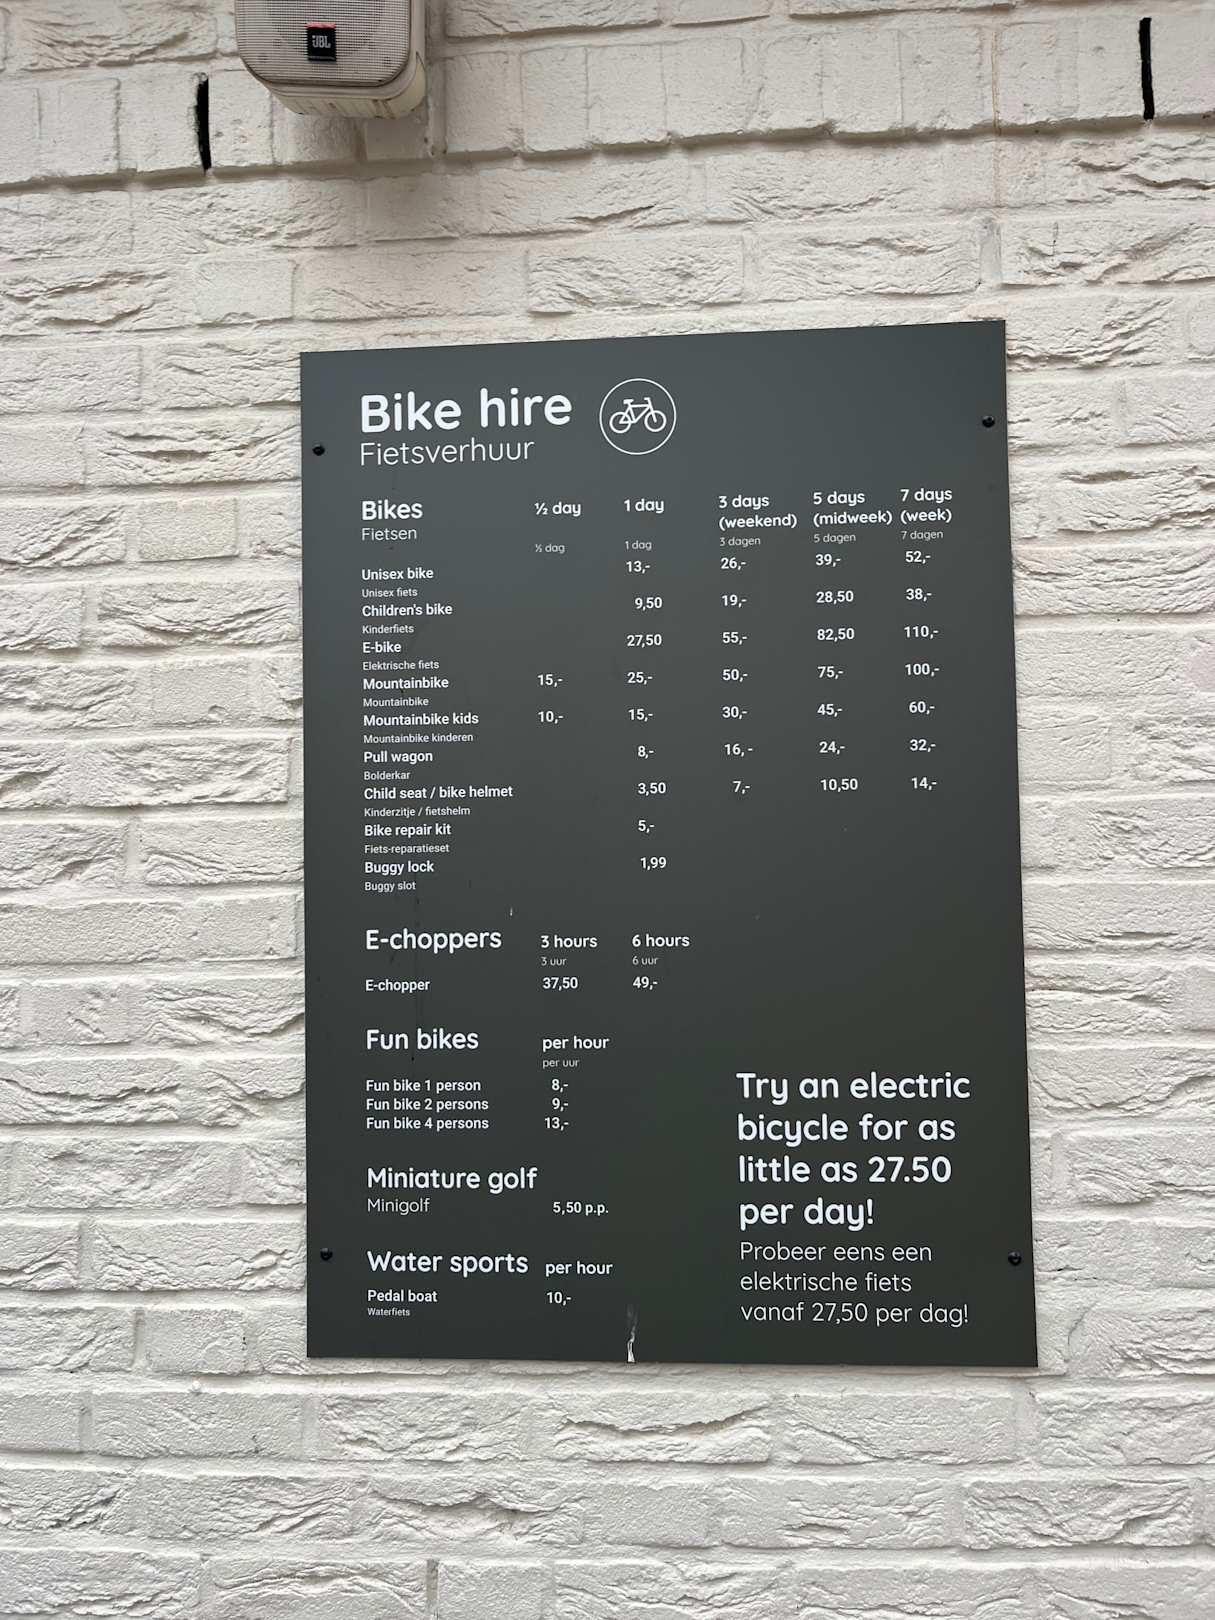 JBL
Bike hire
Fietsverhuur
Bikes ½ day 1 day 3 days (weekend) 5 days (midweek) 7 days (week)
Fietsen ½ dag 1 dag 3 dagen 5 dagen 7 dagen
Unisex bike 13,- 26,- 39,- 52,-
Unisex fiets
Children's bike 9,50 19,- 28,50 38,-
Kinderfiets
E-bike 27,50 55,- 82,50 110,-
Elektrische fiets
Mountainbike 15,- 25,- 50,- 75,- 100,-
Mountainbike
Mountainbike kids 10,- 15,- 30,- 45,- 60,-
Mountainbike kinderen
Pull wagon 8,- 16,- 24,- 32,-
Bolderkar
Child seat / bike helmet 3,50 7,- 10,50 14,-
Kinderzitje / fietshelm
Bike repair kit 5,-
Fiets-reparatieset
Buggy lock 1,99
Buggy slot
E-choppers 3 hours 6 hours
3 uur 6 uur
E-chopper 37,50 49,-
Fun bikes per hour
per uur
Fun bike 1 person 8,-
Fun bike 2 persons 9,-
Fun bike 4 persons 13,-
Miniature golf
Minigolf 5,50 p.p.
Water sports per hour
Pedal boat 10,-
Waterfiets
Try an electric
bicycle for as
little as 27.50
per day!
Probeer eens een
elektrische fiets
vanaf 27,50 per dag!